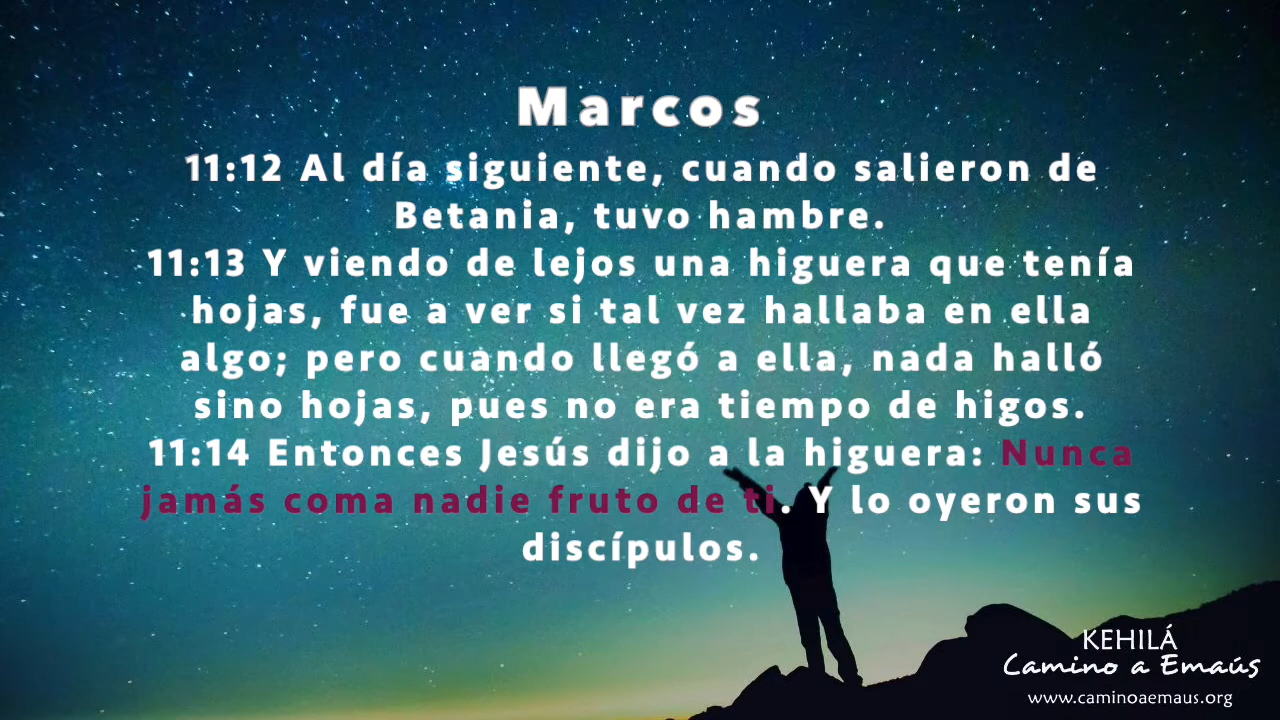 Marcos
11:12 Al día siguiente, cuando salieron de
Betania, tuvo hambre.
11:13 Y viendo de lejos una higuera que tenía
hojas, fue a ver si tal vez hallaba en ella
algo; pero cuando llegó a ella, nada halló
sino hojas, pues no era tiempo de higos.
11:14 Entonces Jesús dijo a la higuera: Nunca
jamás coma nadie fruto de ti. Y lo oyeron sus
discípulos.
KEHILÁ
Camino a Emaús
www.caminoaemaus.org